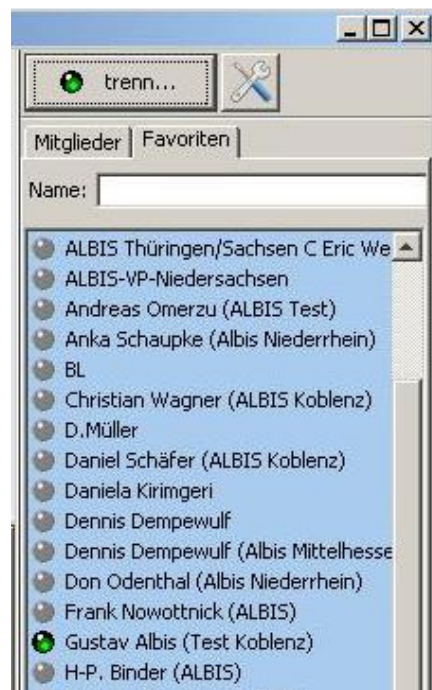 trenn...
Mitglieder Favoriten
Name:
ALBIS Thüringen/Sachsen C Eric We
ALBIS-VP-Niedersachsen
Andreas Omerzu (ALBIS Test)
Anka Schaupke (Albis Niederrhein)
BL
Christian Wagner (ALBIS Koblenz)
D.Müller
Daniel Schäfer (ALBIS Koblenz)
Daniela Kirimgeri
Dennis Dempewulf
Dennis Dempewulf (Albis Mittelhesse
Don Odenthal (Albis Niederrhein)
Frank Nowottnick (ALBIS)
Gustav Albis (Test Koblenz)
H-P. Binder (ALBIS)